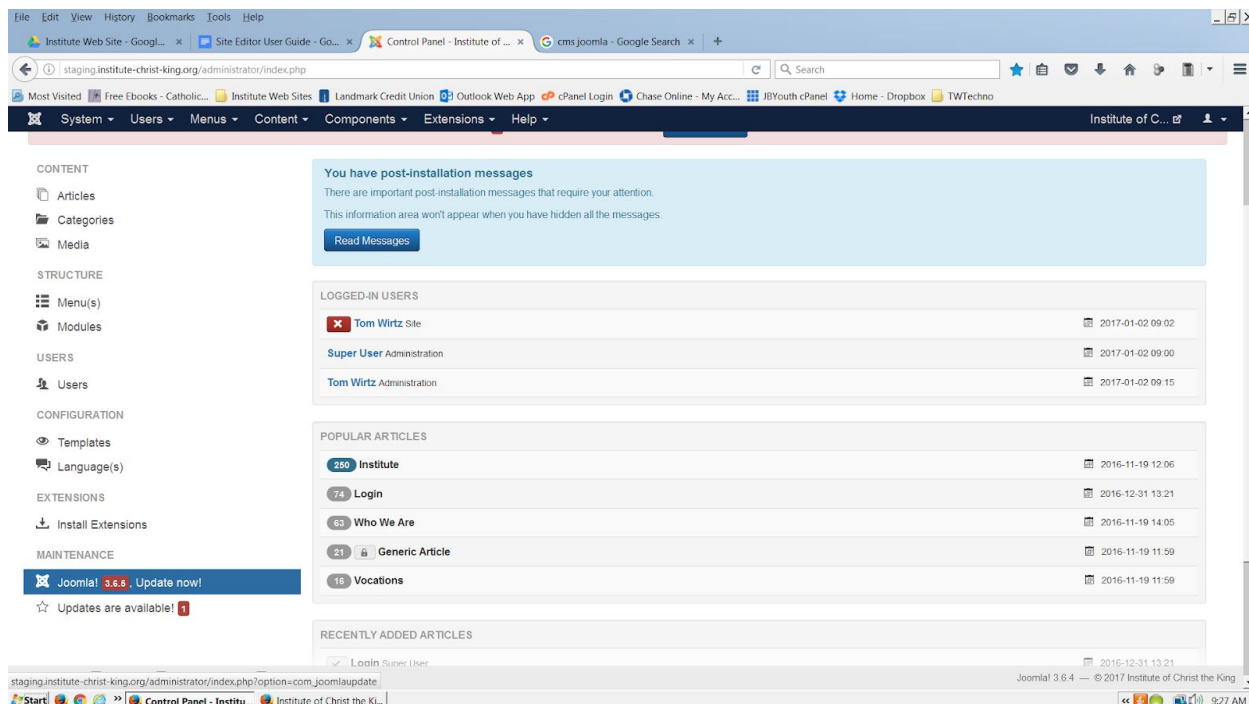 File Edit View History Bookmarks Tools Help
Institute Web Site - Googl... × Site Editor User Guide - Go... × Control Panel - Institute of ... × cms joomla - Google Search × +
staging.institute-christ-king.org/administrator/index.php Search
Most Visited Free Ebooks - Catholic... Institute Web Sites Landmark Credit Union Outlook Web App cPanel Login Chase Online - My Acc... JBYouth cPanel Home - Dropbox TWTechno
System Users Menus Content Components Extensions Help Institute of C...
CONTENT
Articles
Categories
Media
STRUCTURE
Menu(s)
Modules
USERS
Users
CONFIGURATION
Templates
Language(s)
EXTENSIONS
Install Extensions
MAINTENANCE
Joomla! 3.6.5, Update now!
Updates are available! 1
You have post-installation messages
There are important post-installation messages that require your attention.
This information area won't appear when you have hidden all the messages.
Read Messages
LOGGED-IN USERS
Tom Wirtz Site 2017-01-02 09:02
Super User Administration 2017-01-02 09:00
Tom Wirtz Administration 2017-01-02 09:15
POPULAR ARTICLES
250 Institute 2016-11-19 12:06
74 Login 2016-12-31 13:21
63 Who We Are 2016-11-19 14:05
21 Generic Article 2016-11-19 11:59
16 Vocations 2016-11-19 11:59
RECENTLY ADDED ARTICLES
Login Super User 2016-12-31 13:21
staging.institute-christ-king.org/administrator/index.php?option=com_joomlaupdate
Joomla! 3.6.4 — © 2017 Institute of Christ the King
Start Control Panel - Institu... Institute of Christ the Ki... 9:27 AM